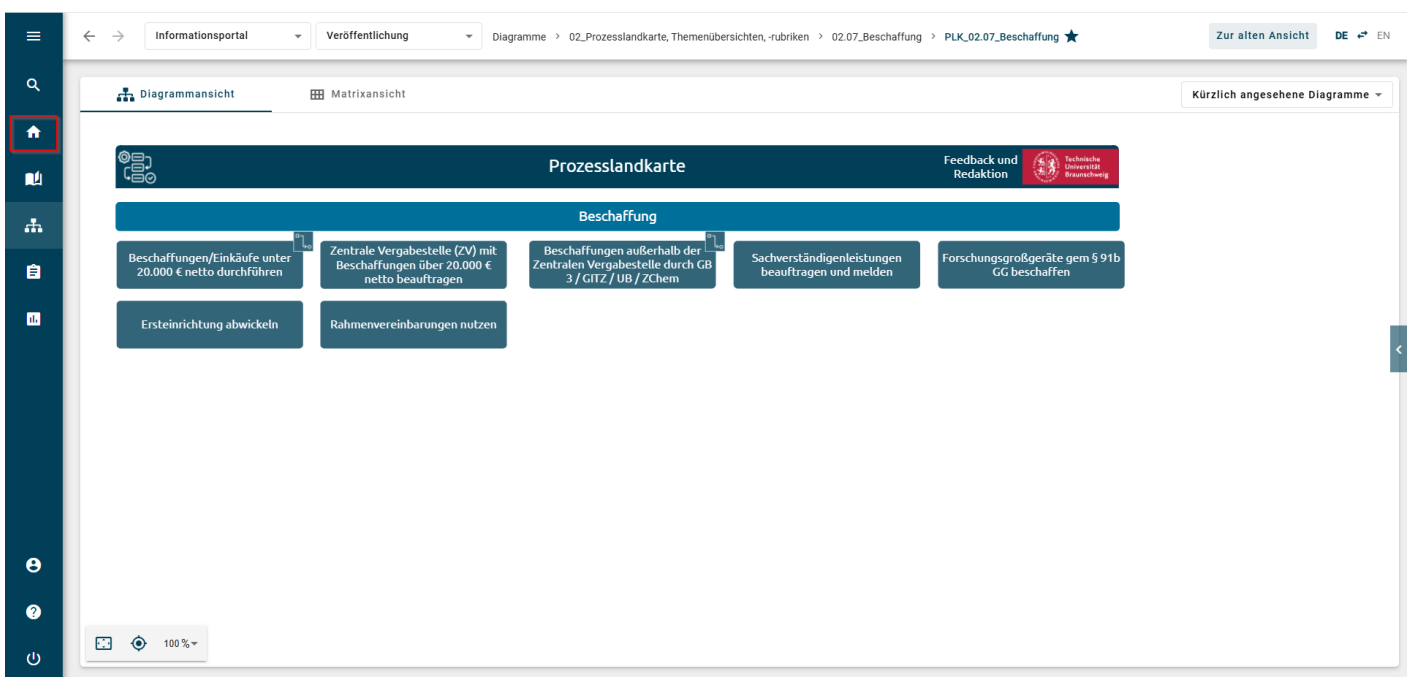 Informationsportal
Veröffentlichung
Diagramme > 02_Prozesslandkarte, Themenübersichten, -rubriken > 02.07_Beschaffung > PLK_02.07_Beschaffung
Zur alten Ansicht
DE EN
Diagrammansicht
Matrixansicht
Kürzlich angesehene Diagramme
Prozesslandkarte
Feedback und
Redaktion
Technische
Universität
Braunschweig
Beschaffung
Beschaffungen/Einkäufe unter
20.000 € netto durchführen
Zentrale Vergabestelle (ZV) mit
Beschaffungen über 20.000 €
netto beauftragen
Beschaffungen außerhalb der
Zentralen Vergabestelle durch GB
3 / GITZ / UB / ZChem
Sachverständigenleistungen
beauftragen und melden
Forschungsgroßgeräte gem § 91b
GG beschaffen
Ersteinrichtung abwickeln
Rahmenvereinbarungen nutzen
100 %